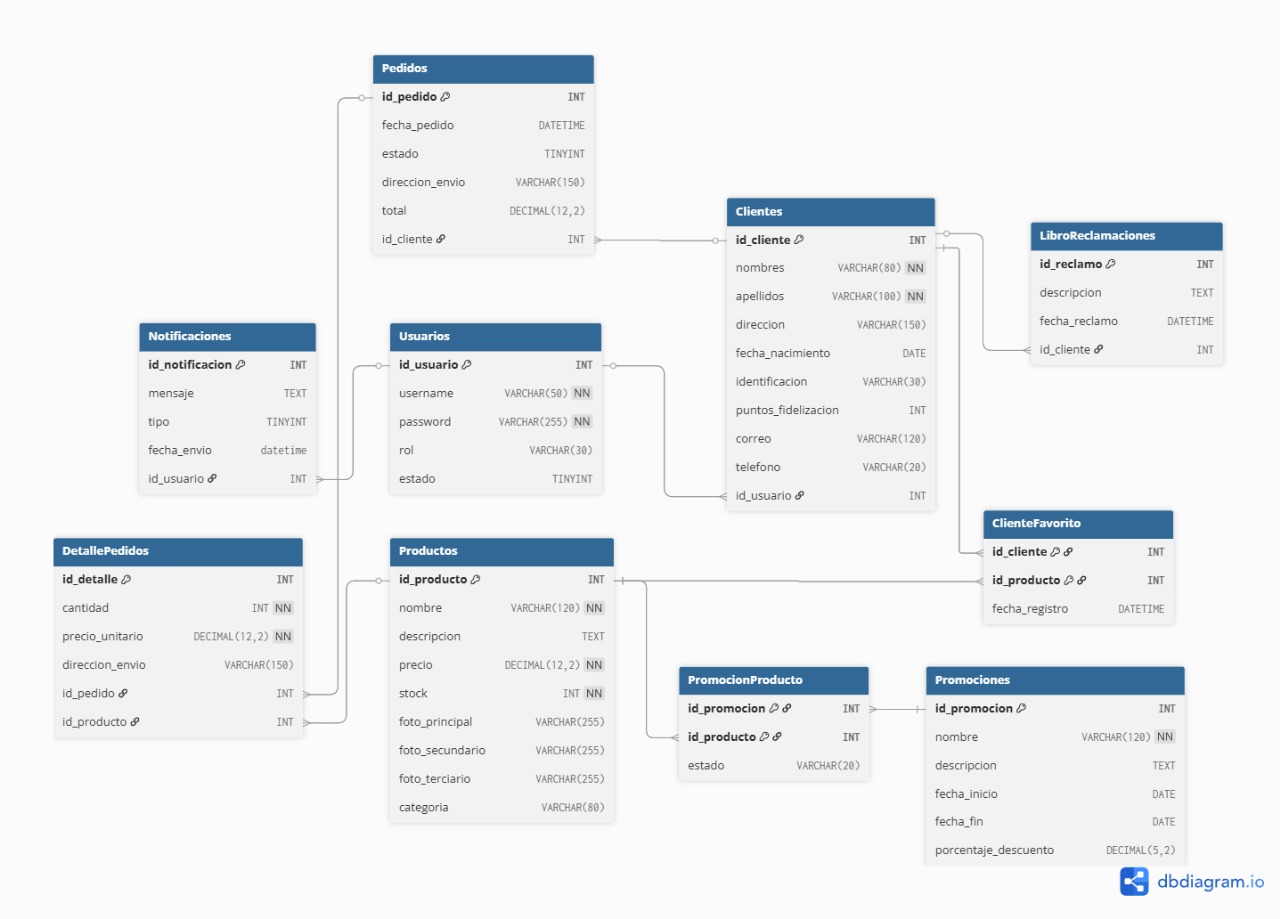 Pedidos
id_pedido INT
fecha_pedido DATETIME
estado TINYINT
direccion_envio VARCHAR(150)
total DECIMAL(12,2)
id_cliente INT
Clientes
id_cliente INT
nombres VARCHAR(80) NN
apellidos VARCHAR(100) NN
direccion VARCHAR(150)
fecha_nacimiento DATE
identificacion VARCHAR(30)
puntos_fidelizacion INT
correo VARCHAR(120)
telefono VARCHAR(20)
id_usuario INT
LibroReclamaciones
id_reclamo INT
descripcion TEXT
fecha_reclamo DATETIME
id_cliente INT
Notificaciones
id_notificacion INT
mensaje TEXT
tipo TINYINT
fecha_envio datetime
id_usuario INT
Usuarios
id_usuario INT
username VARCHAR(50) NN
password VARCHAR(255) NN
rol VARCHAR(30)
estado TINYINT
ClienteFavorito
id_cliente INT
id_producto INT
fecha_registro DATETIME
DetallePedidos
id_detalle INT
cantidad INT NN
precio_unitario DECIMAL(12,2) NN
direccion_envio VARCHAR(150)
id_pedido INT
id_producto INT
Productos
id_producto INT
nombre VARCHAR(120) NN
descripcion TEXT
precio DECIMAL(12,2) NN
stock INT NN
foto_principal VARCHAR(255)
foto_secundario VARCHAR(255)
foto_terciario VARCHAR(255)
categoria VARCHAR(80)
PromocionProducto
id_promocion INT
id_producto INT
estado VARCHAR(20)
Promociones
id_promocion INT
nombre VARCHAR(120) NN
descripcion TEXT
fecha_inicio DATE
fecha_fin DATE
porcentaje_descuento DECIMAL(5,2)
dbdiagram.io